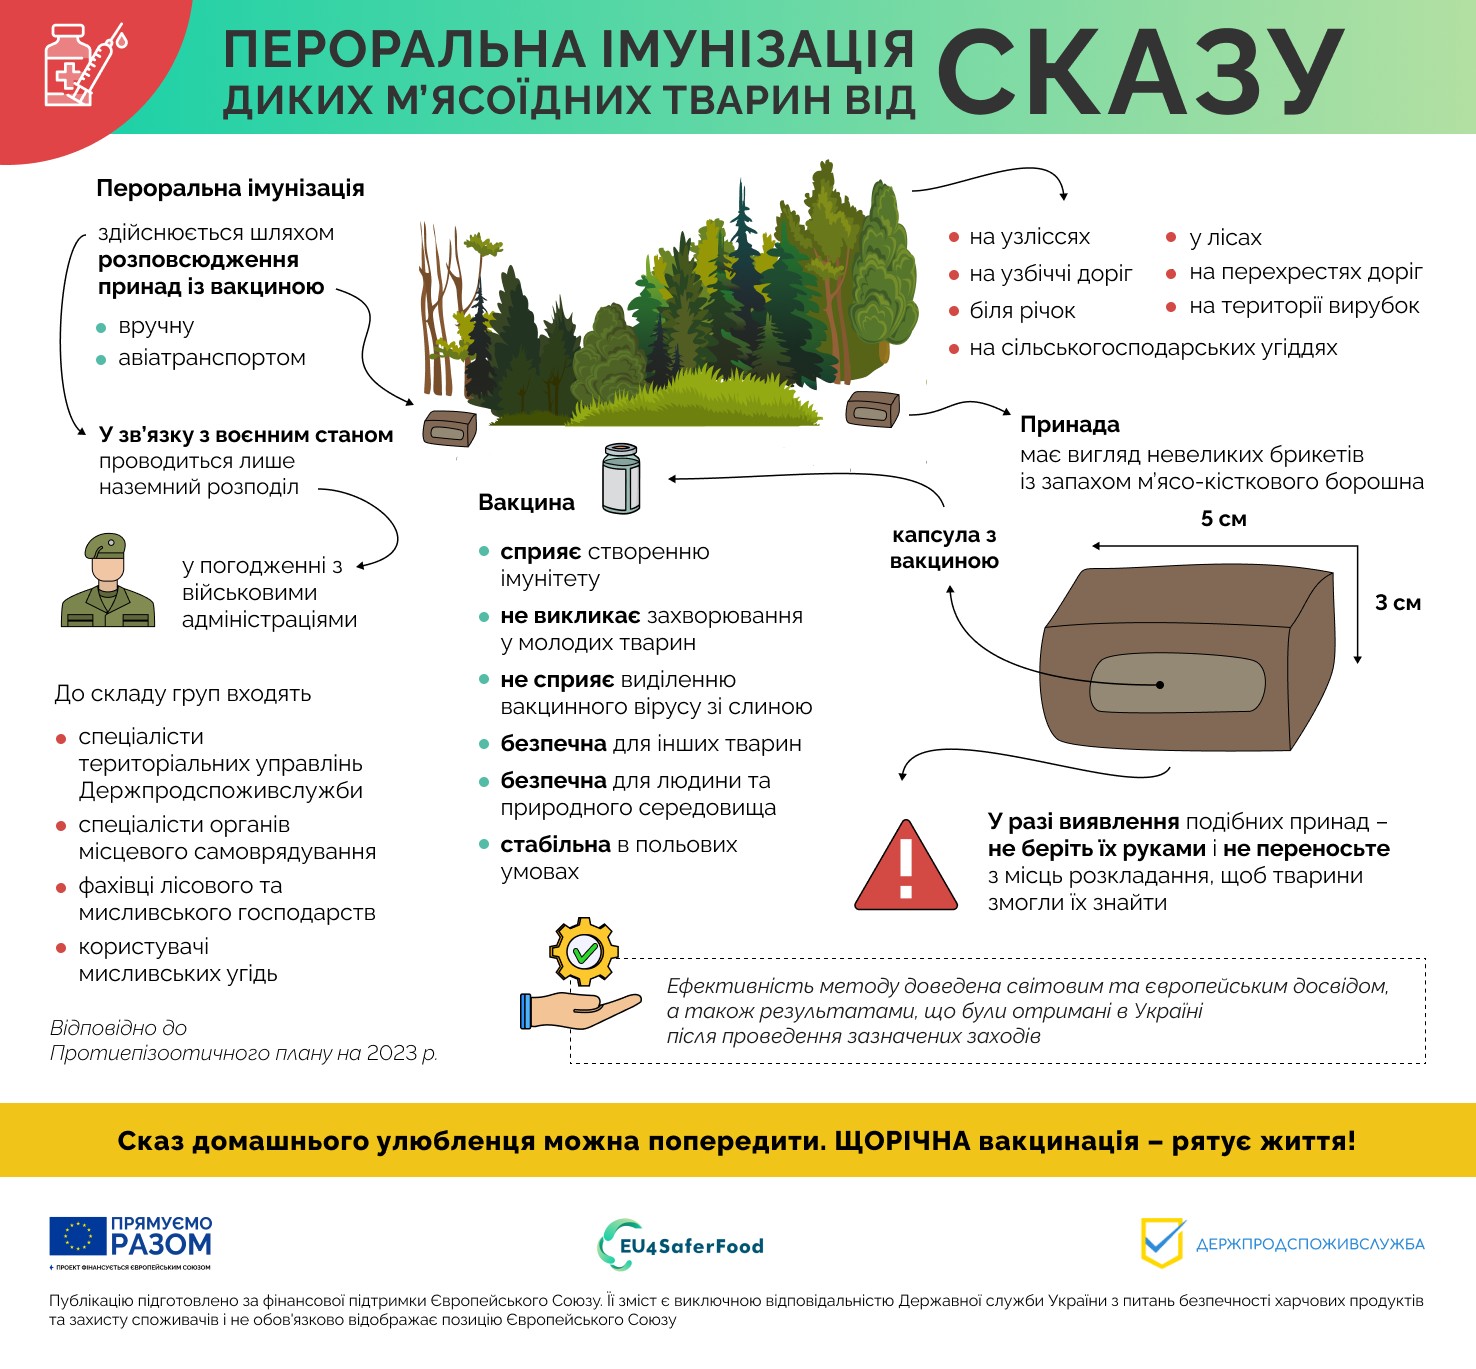 ПЕРОРАЛЬНА ІМУНІЗАЦІЯ
ДИКИХ М’ЯСОЇДНИХ ТВАРИН ВІД
СКАЗУ
Пероральна імунізація
здійснюється шляхом
розповсюдження
принад із вакциною
вручну
авіатранспортом
У зв’язку з воєнним станом
проводиться лише
наземний розподіл
у погодженні з
військовими
адміністраціями
До складу груп входять
спеціалісти
територіальних управлінь
Держпродспоживслужби
спеціалісти органів
місцевого самоврядування
фахівці лісового та
мисливського господарств
користувачі
мисливських угідь
Відповідно до
Протиепізоотичного плану на 2023 р.
на узліссях
на узбіччі доріг
біля річок
на сільськогосподарських угіддях
у лісах
на перехрестях доріг
на території вирубок
Принада
має вигляд невеликих брикетів
із запахом м’ясо-кісткового борошна
5 см
3 см
капсула з
вакциною
Вакцина
сприяє створенню
імунітету
не викликає захворювання
у молодих тварин
не сприяє виділенню
вакцинного вірусу зі слиною
безпечна для інших тварин
безпечна для людини та
природного середовища
стабільна в польових
умовах
У разі виявлення подібних принад –
не беріть їх руками і не переносьте
з місць розкладання, щоб тварини
змогли їх знайти
Ефективність методу доведена світовим та європейським досвідом,
а також результатами, що були отримані в Україні
після проведення зазначених заходів
Сказ домашнього улюбленця можна попередити. ЩОРІЧНА вакцинація – рятує життя!
ПРЯМУЄМО
РАЗОМ
ПРОЕКТ ФІНАНСУЄТЬСЯ ЄВРОПЕЙСЬКИМ СОЮЗОМ
EU4SaferFood
ДЕРЖПРОДСПОЖИВСЛУЖБА
Публікацію підготовлено за фінансової підтримки Європейського Союзу. Її зміст є виключною відповідальністю Державної служби України з питань безпечності харчових продуктів
та захисту споживачів і не обов'язково відображає позицію Європейського Союзу